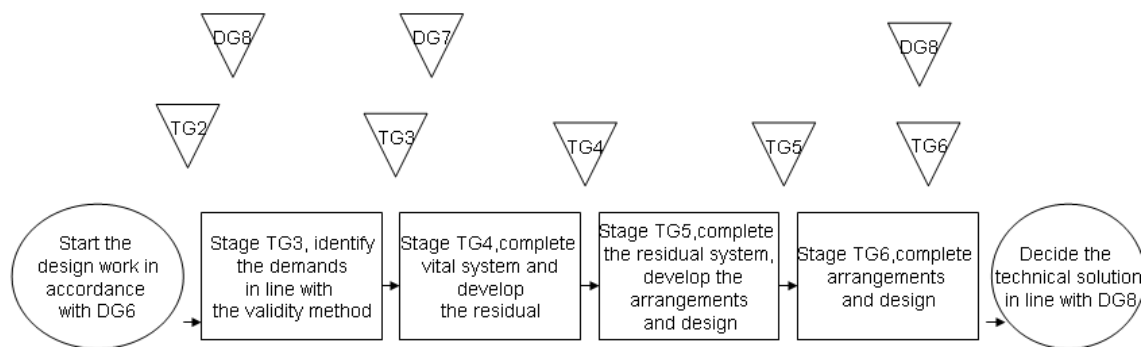 DG8
DG7
DG8
TG2
TG3
TG4
TG5
TG6
Start the
design work in
accordance
with DG6
Stage TG3, identify
the demands
in line with
the validity method
Stage TG4,complete
vital system and
develop
the residual
Stage TG5,complete
the residual system,
develop the
arrangements
and design
Stage TG6,complete
arrangements
and design
Decide the
technical solution
in line with DG8